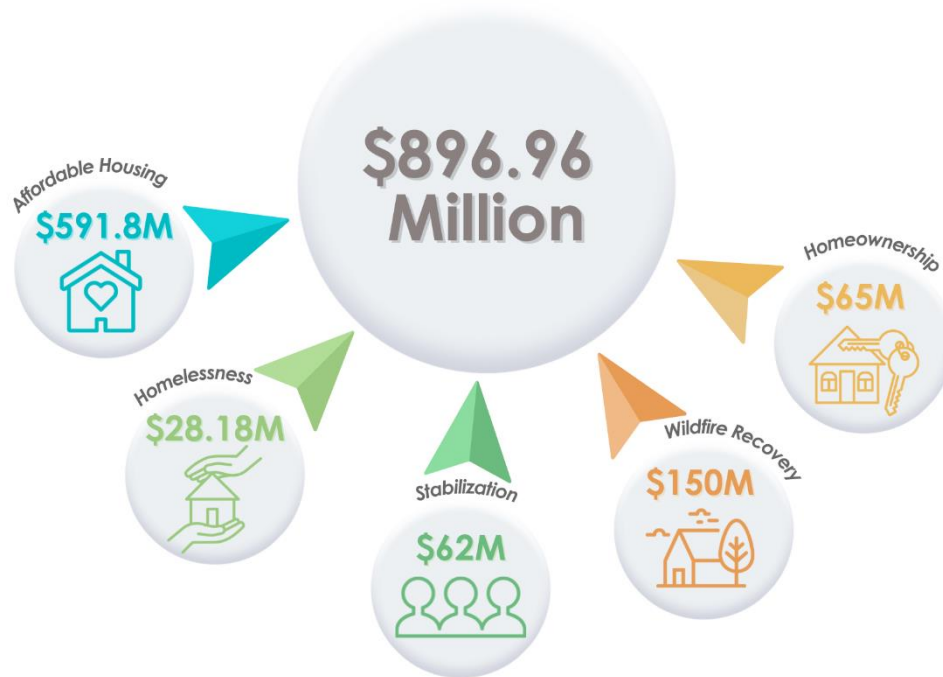 $896.96
Million
Affordable Housing
$591.8M
Homelessness
$28.18M
Stabilization
$62M
Wildfire Recovery
$150M
Homeownership
$65M